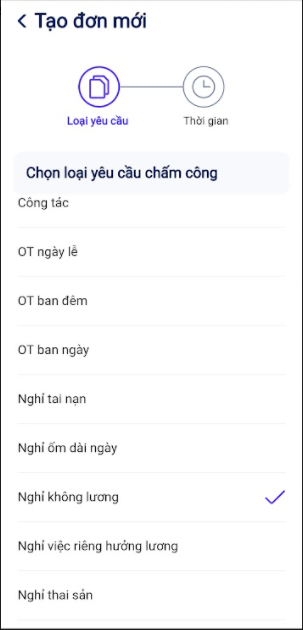 Tạo đơn mới
Loại yêu cầu
Thời gian
Chọn loại yêu cầu chấm công
Công tác
OT ngày lễ
OT ban đêm
OT ban ngày
Nghỉ tai nạn
Nghỉ ốm dài ngày
Nghỉ không lương
Nghỉ việc riêng hưởng lương
Nghỉ thai sản